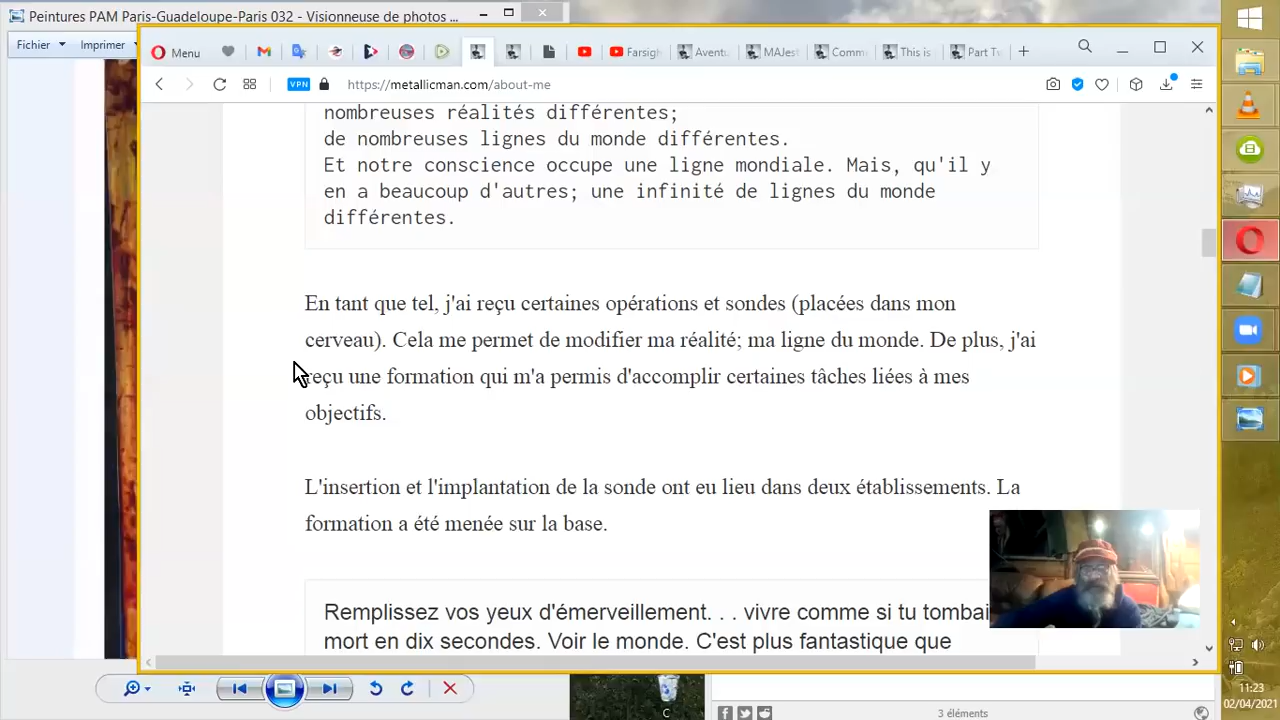 Peintures PAM Paris-Guadeloupe-Paris 032 - Visionneuse de photos ...
Fichier
Imprimer
Menu
Farsigh
Aventu
MAJest
Comm
This is
Part Tw
VPN
https://metallicman.com/about-me
nombreuses réalités différentes;
de nombreuses lignes du monde différentes.
Et notre conscience occupe une ligne mondiale. Mais, qu'il y
en a beaucoup d'autres; une infinité de lignes du monde
différentes.
En tant que tel, j'ai reçu certaines opérations et sondes (placées dans mon
cerveau). Cela me permet de modifier ma réalité; ma ligne du monde. De plus, j'ai
reçu une formation qui m'a permis d'accomplir certaines tâches liées à mes
objectifs.
L'insertion et l'implantation de la sonde ont eu lieu dans deux établissements. La
formation a été menée sur la base.
Remplissez vos yeux d'émerveillement. . . vivre comme si tu tombai
mort en dix secondes. Voir le monde. C'est plus fantastique que
C
3 éléments
11:23
02/04/2021